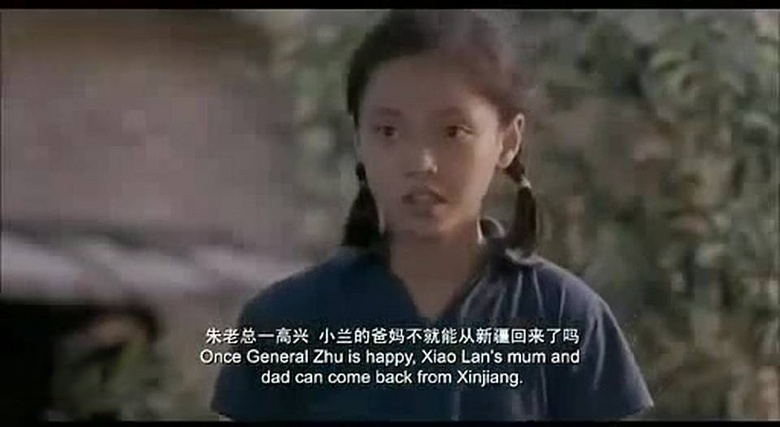 朱老总一高兴 小兰的爸妈不就能从新疆回来了吗
Once General Zhu is happy, Xiao Lan's mum and
dad can come back from Xinjiang.